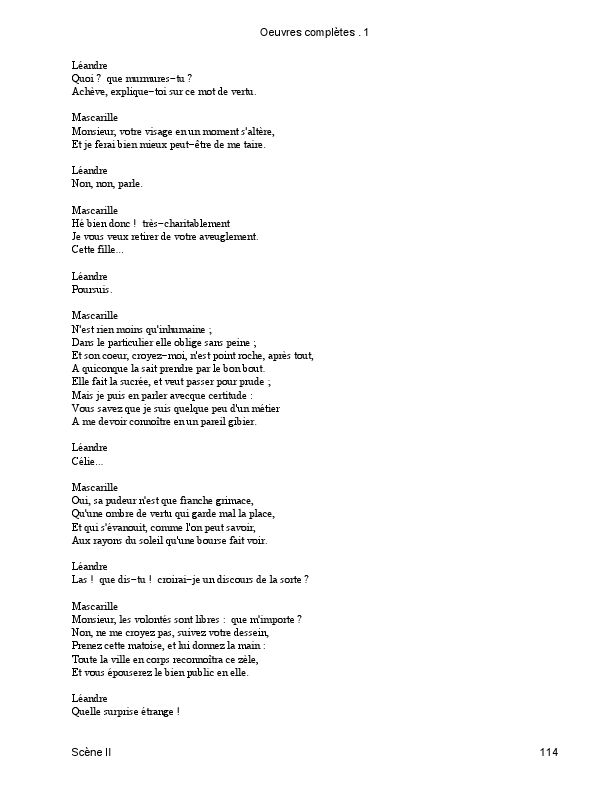 Oeuvres complètes . 1
Léandre
Quoi ?  que murmures−tu ?
Achève, explique−toi sur ce mot de vertu.
Mascarille
Monsieur, votre visage en un moment s'altère,
Et je ferai bien mieux peut−être de me taire.
Léandre
Non, non, parle.
Mascarille
Hé bien donc !  très−charitablement
Je vous veux retirer de votre aveuglement.
Cette fille...
Léandre
Poursuis.
Mascarille
N'est rien moins qu'inhumaine ;
Dans le particulier elle oblige sans peine ;
Et son coeur, croyez−moi, n'est point roche, après tout,
A quiconque la sait prendre par le bon bout.
Elle fait la sucrée, et veut passer pour prude ;
Mais je puis en parler avecque certitude :
Vous savez que je suis quelque peu d'un métier
A me devoir connoître en un pareil gibier.
Léandre
Célie...
Mascarille
Oui, sa pudeur n'est que franche grimace,
Qu'une ombre de vertu qui garde mal la place,
Et qui s'évanouit, comme l'on peut savoir,
Aux rayons du soleil qu'une bourse fait voir.
Léandre
Las !  que dis−tu !  croirai−je un discours de la sorte ?
Mascarille
Monsieur, les volontés sont libres :  que m'importe ?
Non, ne me croyez pas, suivez votre dessein,
Prenez cette matoise, et lui donnez la main :
Toute la ville en corps reconnoîtra ce zèle,
Et vous épouserez le bien public en elle.
Léandre
Quelle surprise étrange !
Scène II
114